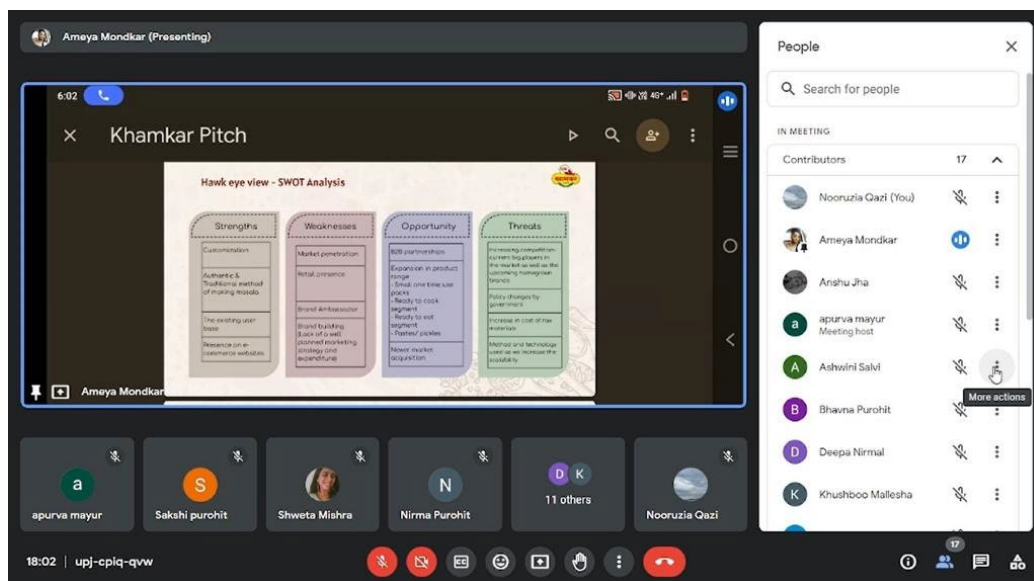 Ameya Mondkar (Presenting)
6:02
4G+
Khamkar Pitch
Hawk eye view - SWOT Analysis
Strengths
Customization
Authentic &
Traditional method
of making masala
The existing user
base
Presence on e-
commerce websites
Weaknesses
Market penetration
Retail presence
Brand Ambassador
Brand building
(Lack of a well
planned marketing
strategy and
expenditure)
Opportunity
B2B partnerships
Expansion in product
range
- Small one time use
packs
- Ready to cook
segment
- Ready to eat
segment
- Pastes/ pickles
Newer market
acquisition
Threats
Increasing competition-
current big players in
the market as well as the
upcoming homegrown
brands
Policy changes by
government
Increase in cost of raw
materials
Method and technology
used as we increase the
scalability
Ameya Mondkar
a
apurva mayur
S
Sakshi purohit
Shweta Mishra
N
Nirma Purohit
D K
11 others
Nooruzia Qazi
18:02 | upj-cpiq-qvw
CC
17
People
Search for people
IN MEETING
Contributors 17
Nooruzia Qazi (You)
Ameya Mondkar
Anshu Jha
a
apurva mayur
Meeting host
A
Ashwini Salvi
More actions
B
Bhavna Purohit
D
Deepa Nirmal
K
Khushboo Mallesha